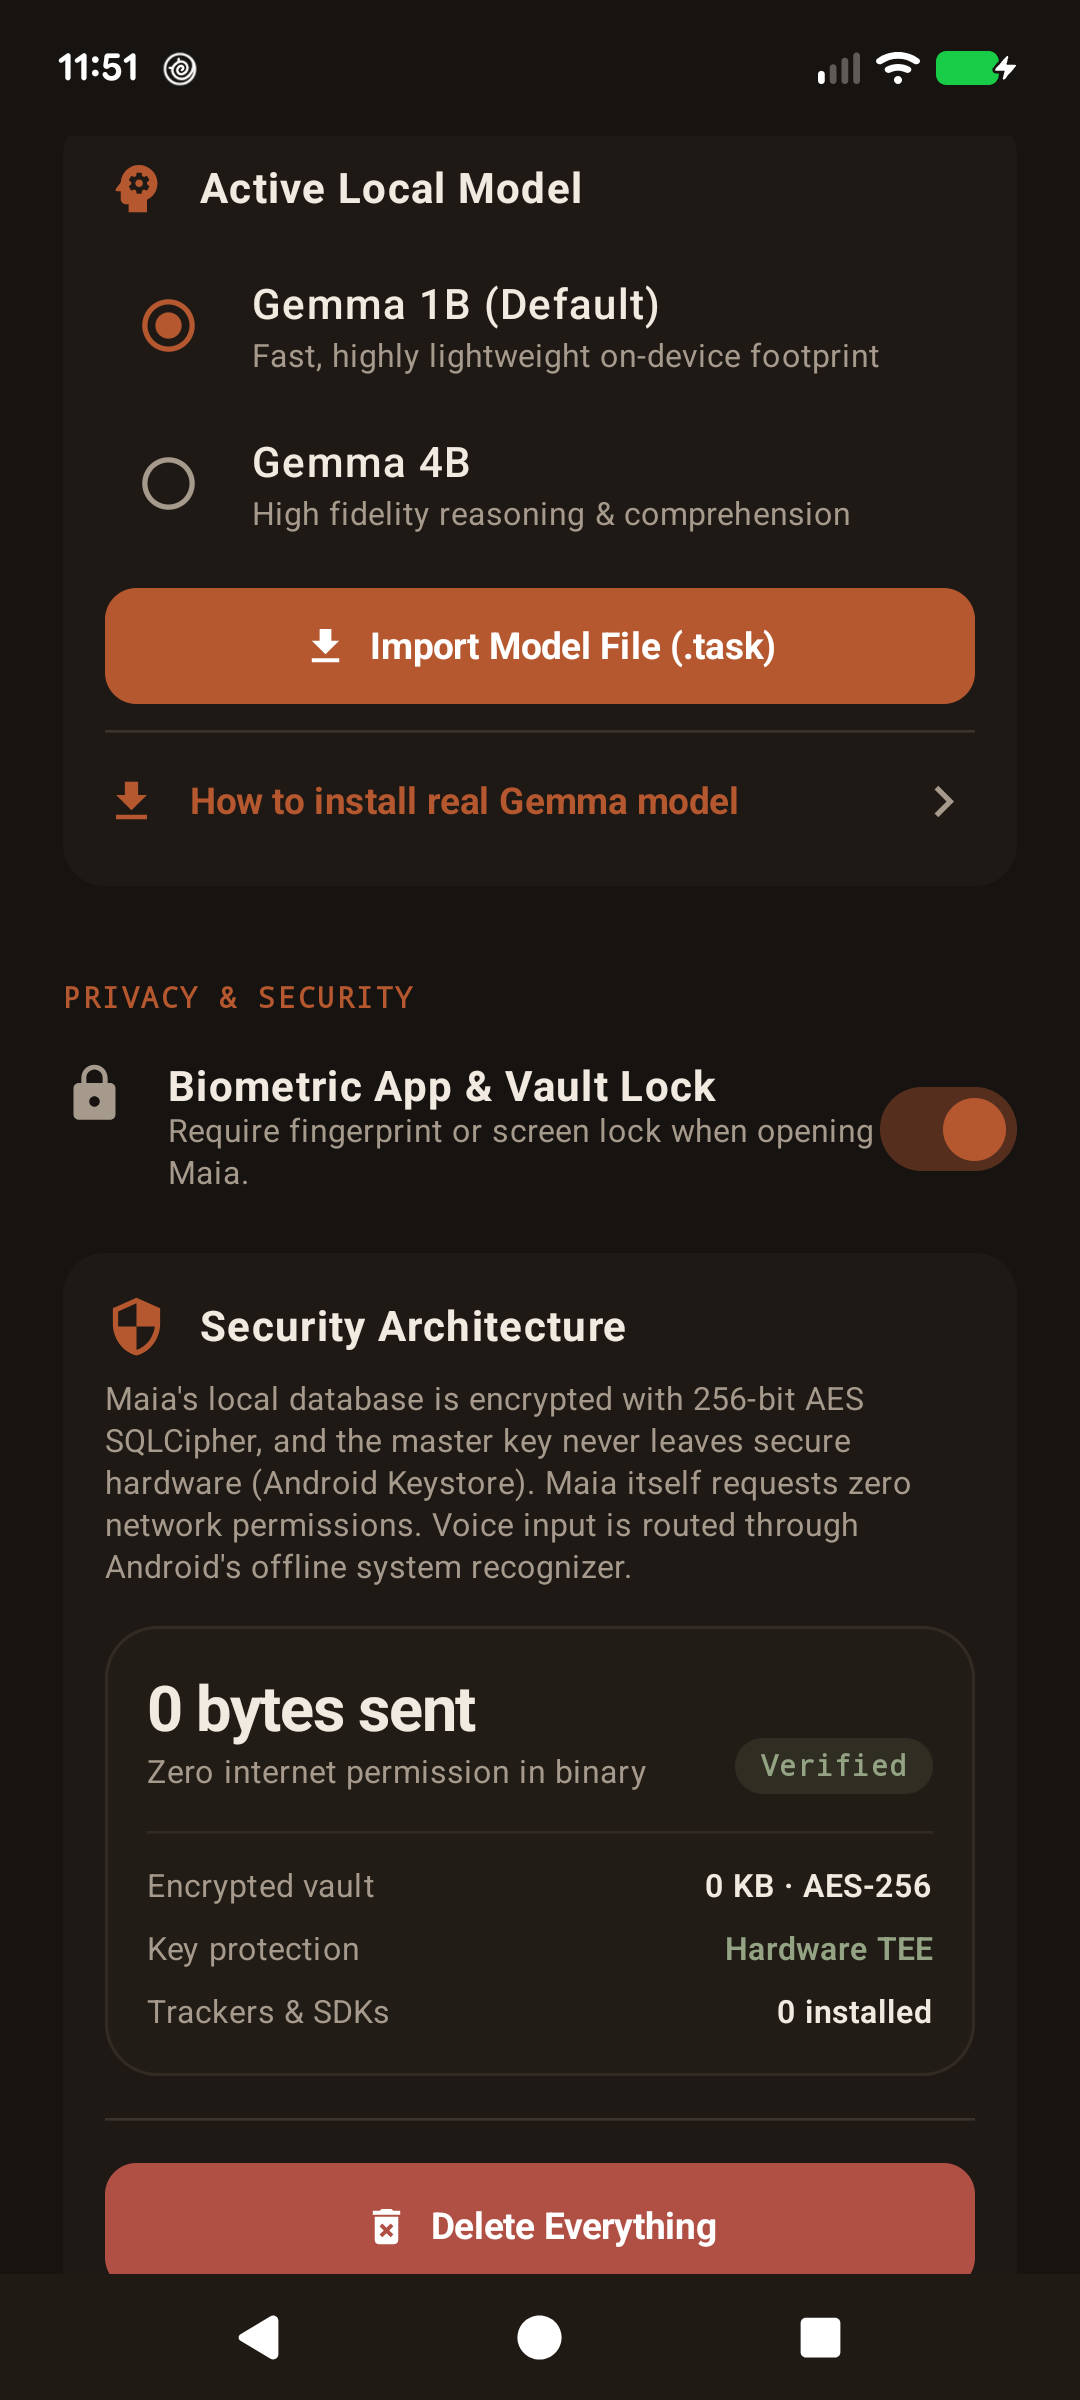 11:51
Active Local Model
Gemma 1B (Default)
Fast, highly lightweight on-device footprint
Gemma 4B
High fidelity reasoning & comprehension
Import Model File (.task)
How to install real Gemma model
PRIVACY & SECURITY
Biometric App & Vault Lock
Require fingerprint or screen lock when opening
Maia.
Security Architecture
Maia's local database is encrypted with 256-bit AES
SQLCipher, and the master key never leaves secure
hardware (Android Keystore). Maia itself requests zero
network permissions. Voice input is routed through
Android's offline system recognizer.
0 bytes sent
Zero internet permission in binary
Verified
Encrypted vault 0 KB · AES-256
Key protection Hardware TEE
Trackers & SDKs 0 installed
Delete Everything